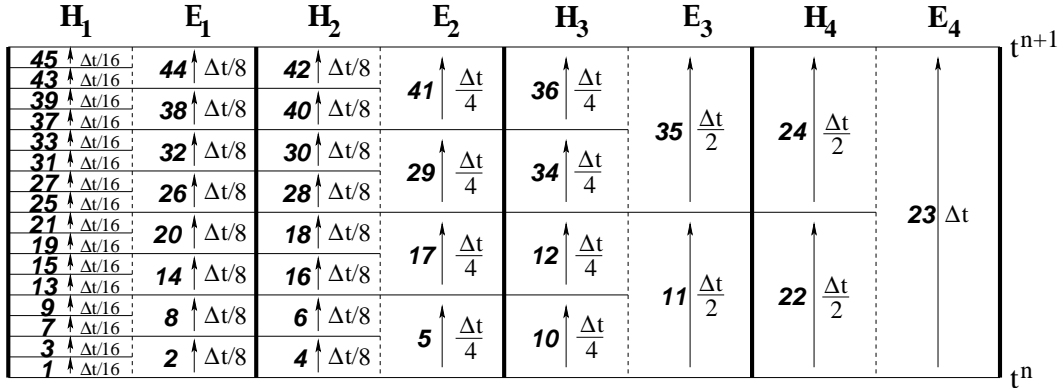 H1 E1 H2 E2 H3 E3 H4 E4
t^n+1
45 Δt/16
44 Δt/8 42 Δt/8
43 Δt/16
41 Δt/4 36 Δt/4
39 Δt/16
38 Δt/8 40 Δt/8
37 Δt/16
35 Δt/2 24 Δt/2
33 Δt/16
32 Δt/8 30 Δt/8
31 Δt/16
29 Δt/4 34 Δt/4
27 Δt/16
26 Δt/8 28 Δt/8
25 Δt/16
23 Δt
21 Δt/16
20 Δt/8 18 Δt/8
19 Δt/16
17 Δt/4 12 Δt/4
15 Δt/16
14 Δt/8 16 Δt/8
13 Δt/16
11 Δt/2 22 Δt/2
9 Δt/16
8 Δt/8 6 Δt/8
7 Δt/16
5 Δt/4 10 Δt/4
3 Δt/16
2 Δt/8 4 Δt/8
1 Δt/16
t^n